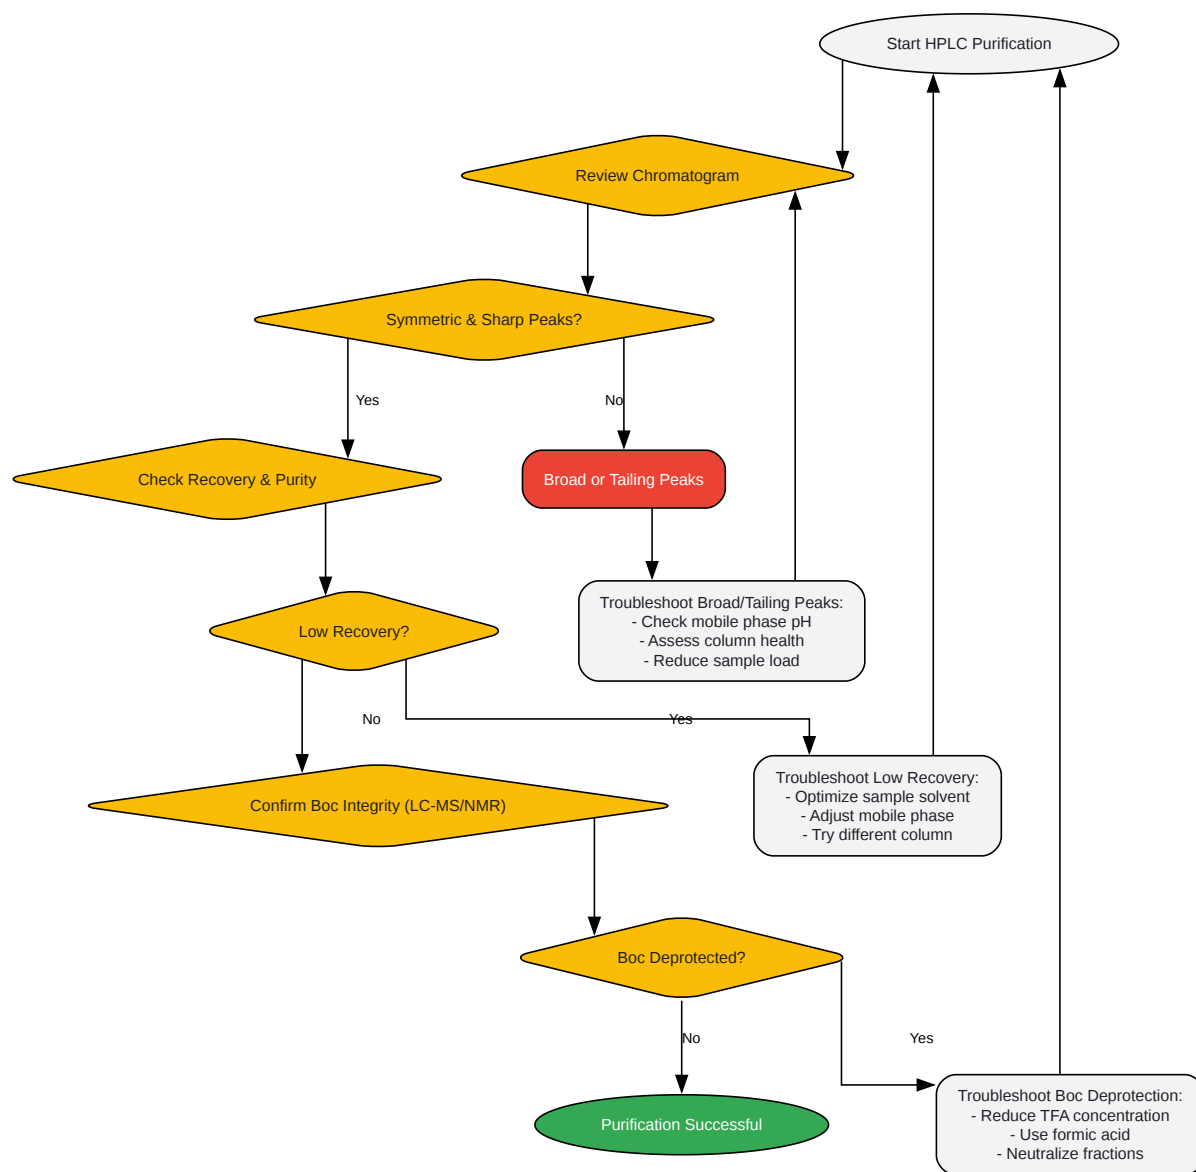 Start HPLC Purification
Review Chromatogram
Symmetric & Sharp Peaks?
Yes
No
Check Recovery & Purity
Broad or Tailing Peaks
Troubleshoot Broad/Tailing Peaks:
- Check mobile phase pH
- Assess column health
- Reduce sample load
Low Recovery?
No
Yes
Troubleshoot Low Recovery:
- Optimize sample solvent
- Adjust mobile phase
- Try different column
Confirm Boc Integrity (LC-MS/NMR)
Boc Deprotected?
No
Yes
Troubleshoot Boc Deprotection:
- Reduce TFA concentration
- Use formic acid
- Neutralize fractions
Purification Successful